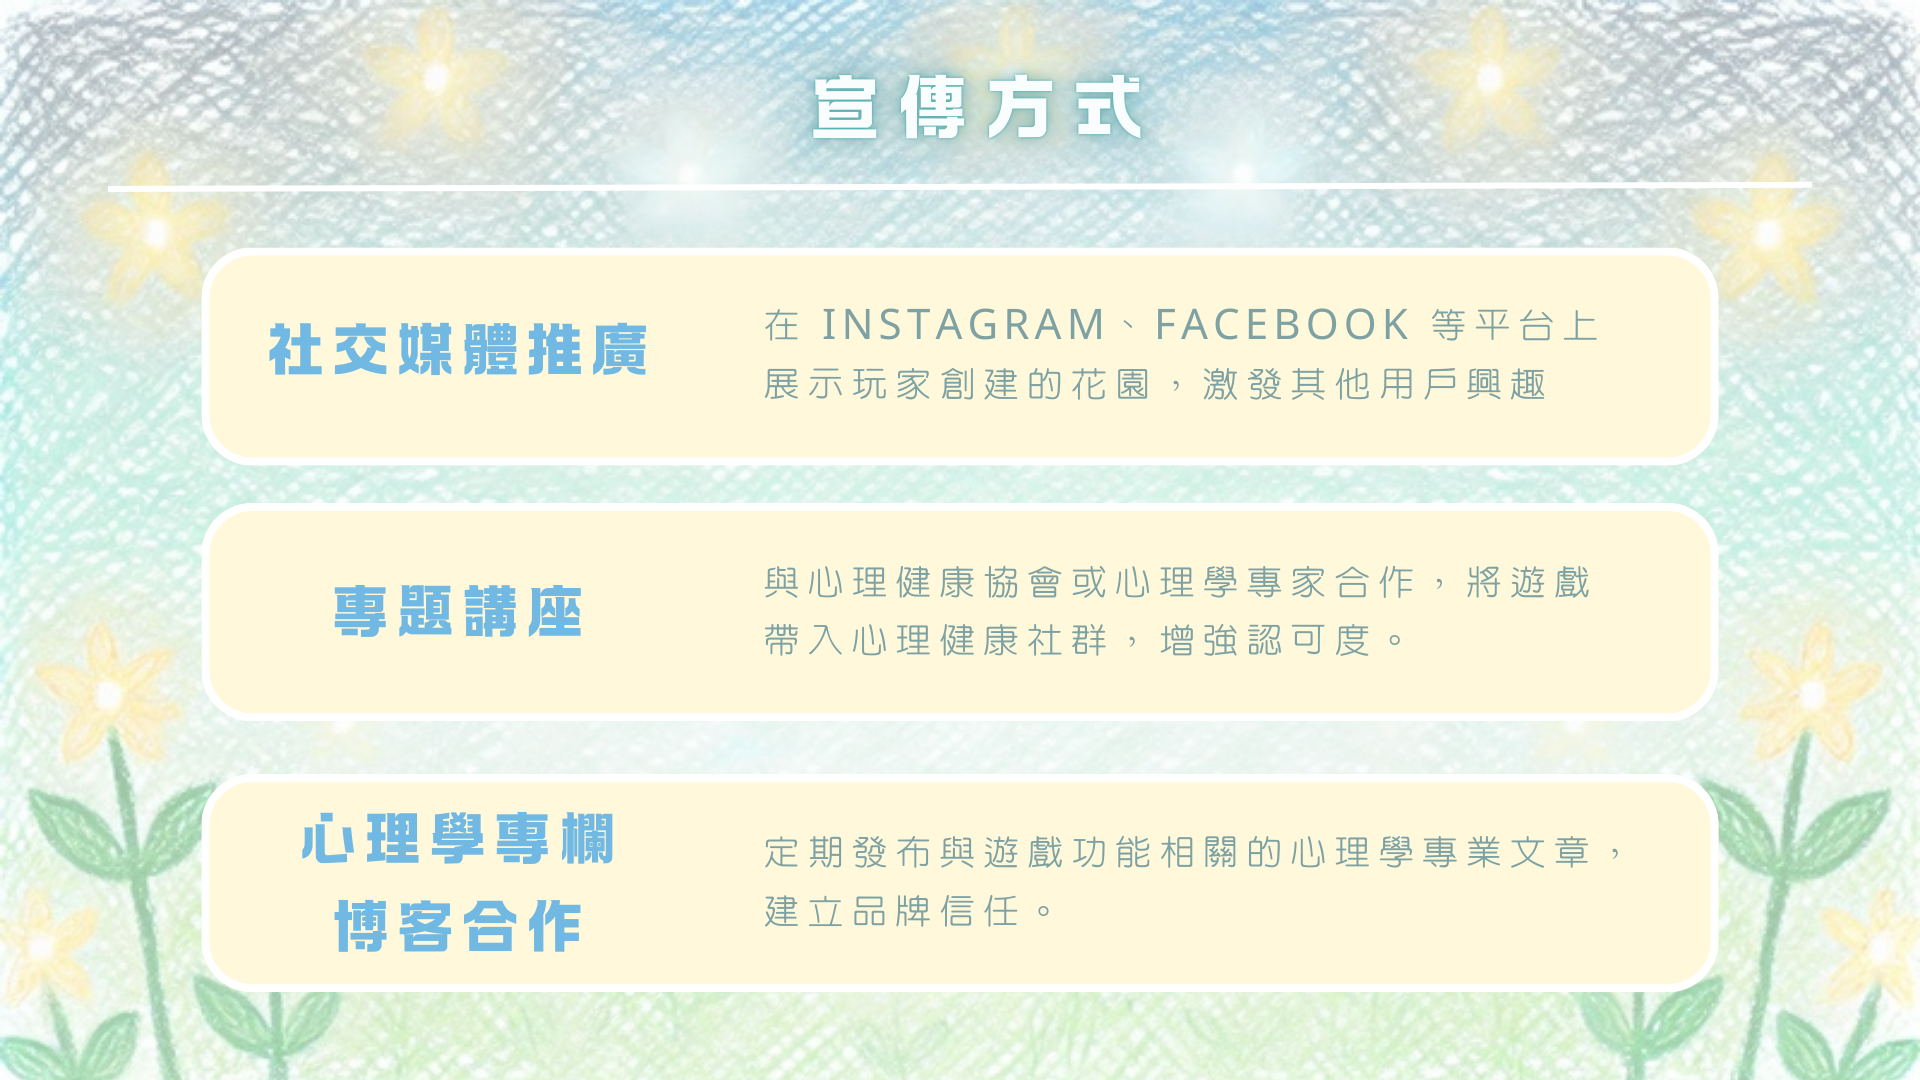 宣傳方式
社交媒體推廣
在 INSTAGRAM、FACEBOOK 等平台上
展示玩家創建的花園，激發其他用戶興趣
專題講座
與心理健康協會或心理學專家合作，將遊戲
帶入心理健康社群，增強認可度。
心理學專欄
博客合作
定期發布與遊戲功能相關的心理學專業文章，
建立品牌信任。